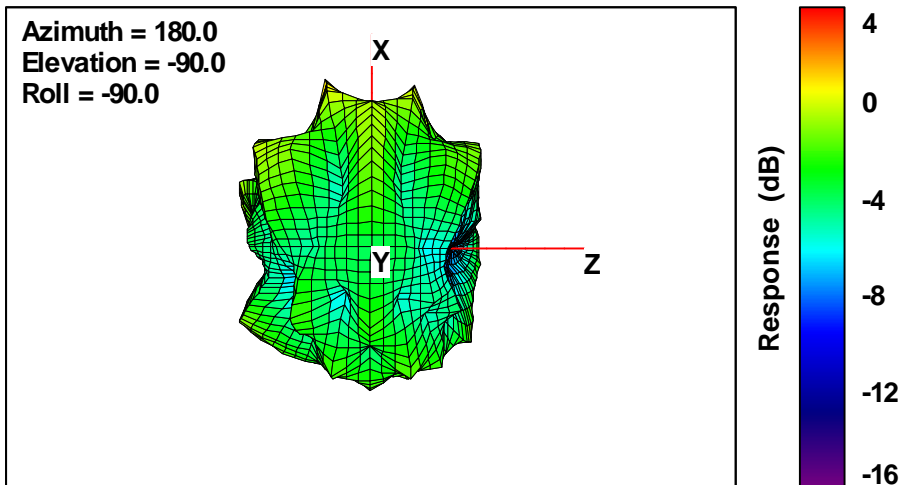 Azimuth = 180.0
Elevation = -90.0
Roll = -90.0
X
Y
Z
Response (dB)
4
0
-4
-8
-12
-16